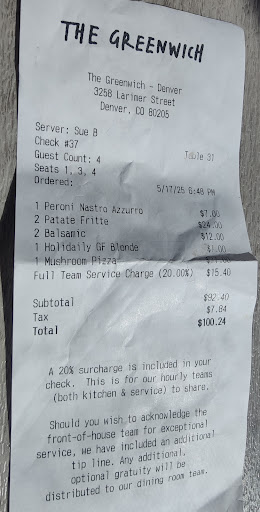 THE GREENWICH
The Greenwich - Denver
3258 Larimer Street
Denver, CO 80205
Server: Sue B
Check #37
Table 31
Guest Count: 4
Seats 1, 3, 4
Ordered:
5/17/25 6:48 PM
1 Peroni Nastro Azzurro $7.00
2 Patate Fritte $24.00
2 Balsamic $12.00
1 Holidaily GF Blonde
1 Mushroom Pizza
Full Team Service Charge (20.00%) $15.40
Subtotal $92.40
Tax $7.84
Total $100.24
A 20% surcharge is included in your
check. This is for our hourly teams
(both kitchen & service) to share.
Should you wish to acknowledge the
front-of-house team for exceptional
service, we have included an additional
tip line. Any additional,
optional gratuity will be
distributed to our dining room team.